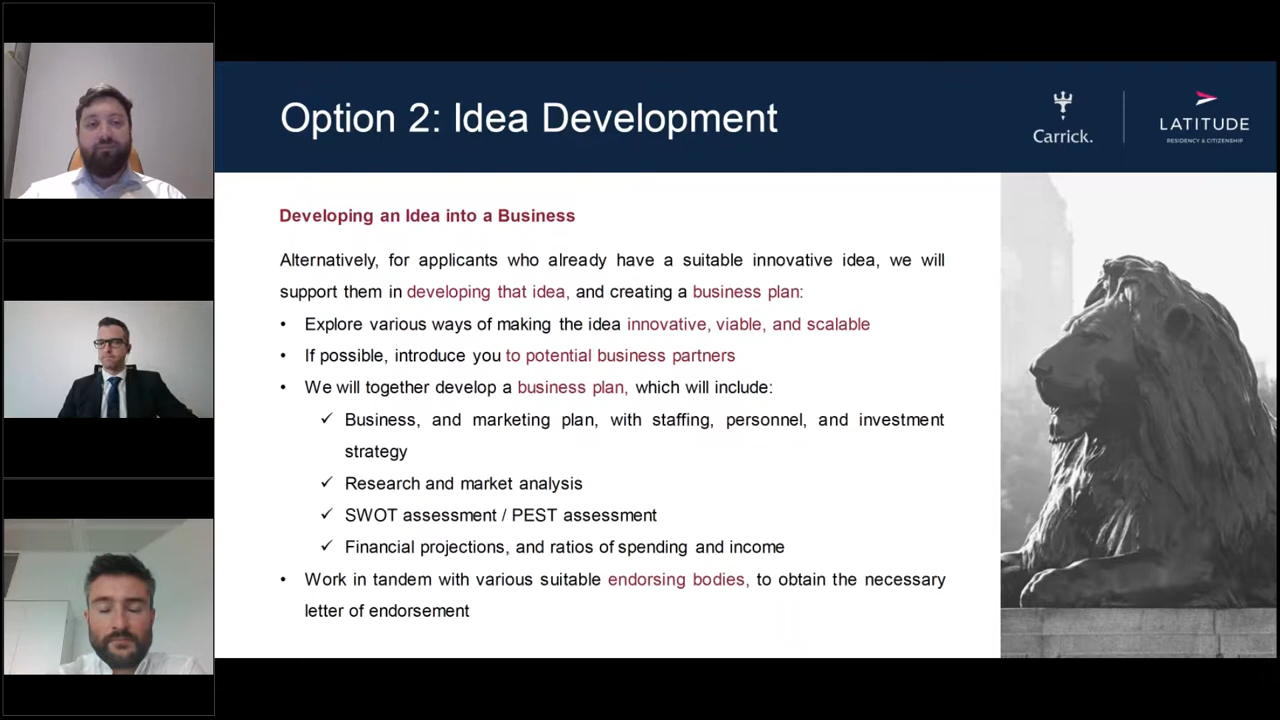 Option 2: Idea Development
Carrick.
LATITUDE
RESIDENCY & CITIZENSHIP
Developing an Idea into a Business
Alternatively, for applicants who already have a suitable innovative idea, we will
support them in developing that idea, and creating a business plan:
• Explore various ways of making the idea innovative, viable, and scalable
• If possible, introduce you to potential business partners
• We will together develop a business plan, which will include:
✓ Business, and marketing plan, with staffing, personnel, and investment
strategy
✓ Research and market analysis
✓ SWOT assessment / PEST assessment
✓ Financial projections, and ratios of spending and income
• Work in tandem with various suitable endorsing bodies, to obtain the necessary
letter of endorsement